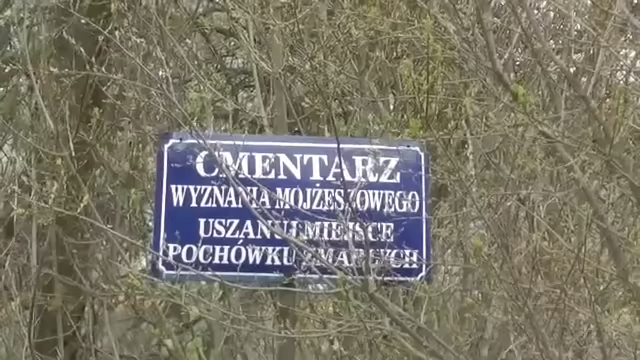 CMENTARZ
WYZNANIA MOJŻESZOWEGO
USZANUJ MIEJSCE
POCHÓWKU ZMARŁYCH